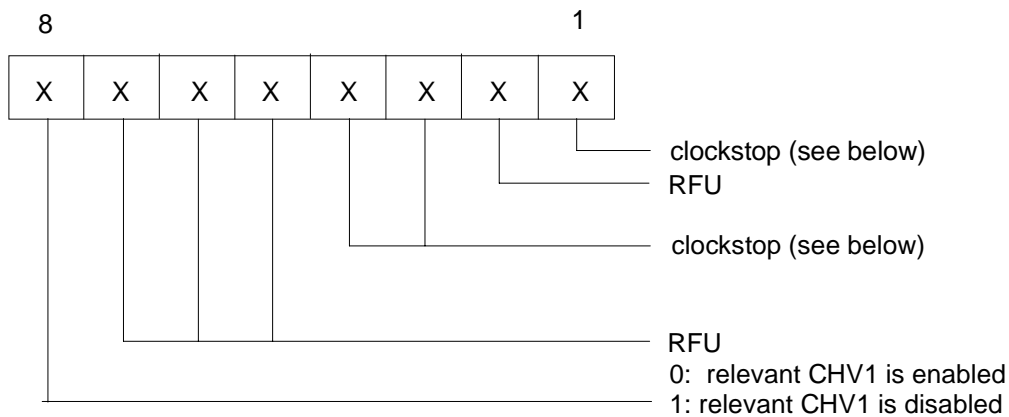 8 1
X X X X X X X X
clockstop (see below)
RFU
clockstop (see below)
RFU
0: relevant CHV1 is enabled
1: relevant CHV1 is disabled